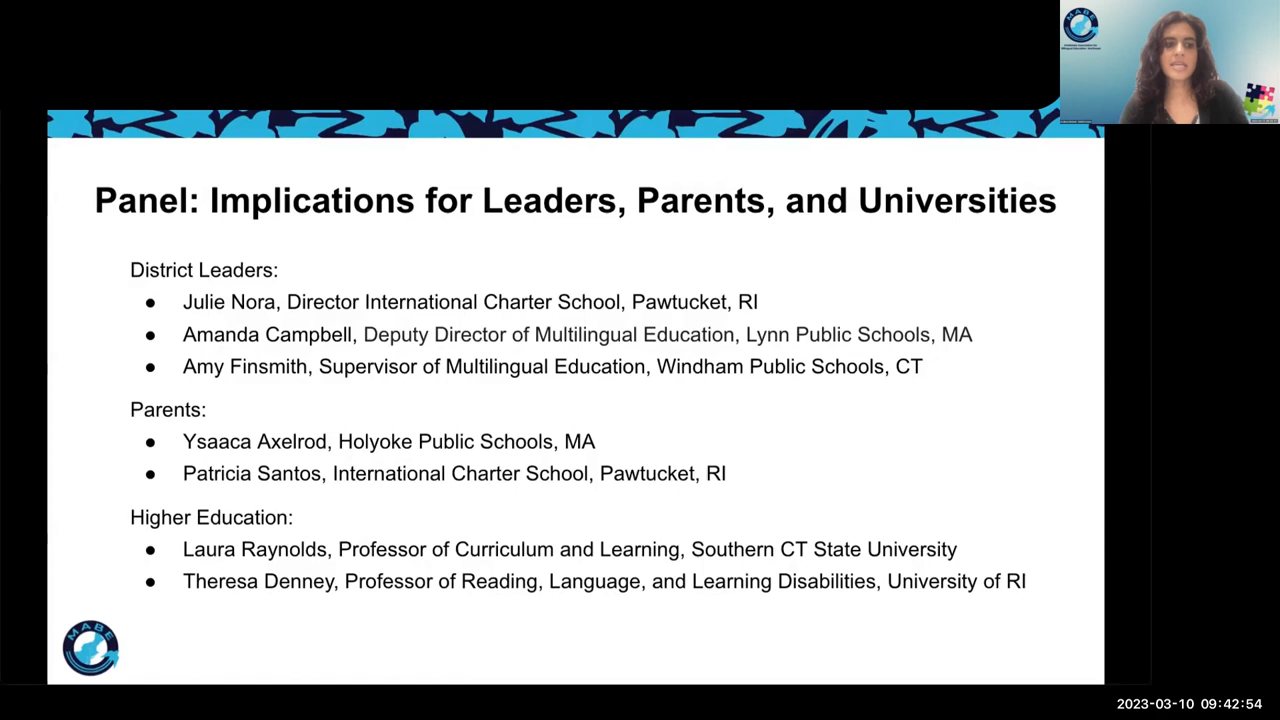 MABE
Panel: Implications for Leaders, Parents, and Universities
District Leaders:
● Julie Nora, Director International Charter School, Pawtucket, RI
● Amanda Campbell, Deputy Director of Multilingual Education, Lynn Public Schools, MA
● Amy Finsmith, Supervisor of Multilingual Education, Windham Public Schools, CT
Parents:
● Ysaaca Axelrod, Holyoke Public Schools, MA
● Patricia Santos, International Charter School, Pawtucket, RI
Higher Education:
● Laura Raynolds, Professor of Curriculum and Learning, Southern CT State University
● Theresa Denney, Professor of Reading, Language, and Learning Disabilities, University of RI
MABE
2023-03-10 09:42:54